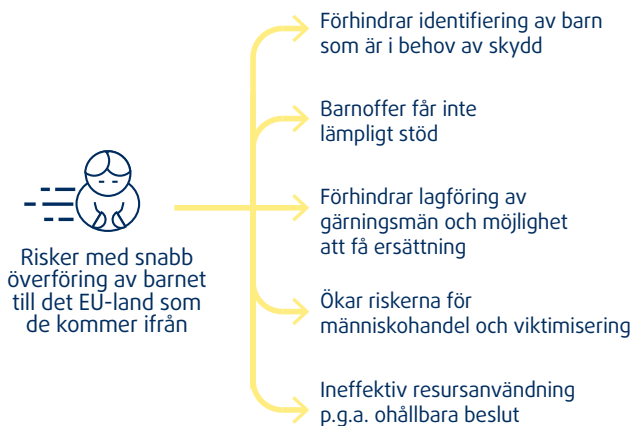 Risker med snabb
överföring av barnet
till det EU-land som
de kommer ifrån
Förhindrar identifiering av barn
som är i behov av skydd
Barnoffer får inte
lämpligt stöd
Förhindrar lagföring av
gärningsmän och möjlighet
att få ersättning
Ökar riskerna för
människohandel och viktimisering
Ineffektiv resursanvändning
p.g.a. ohållbara beslut